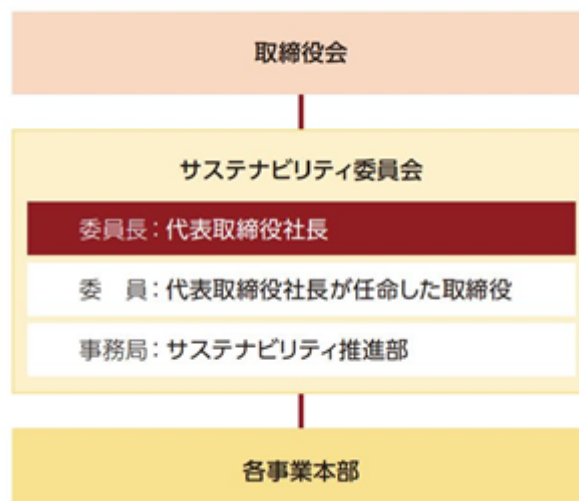 取締役会
サステナビリティ委員会
委員長：代表取締役社長
委　員：代表取締役社長が任命した取締役
事務局：サステナビリティ推進部
各事業本部